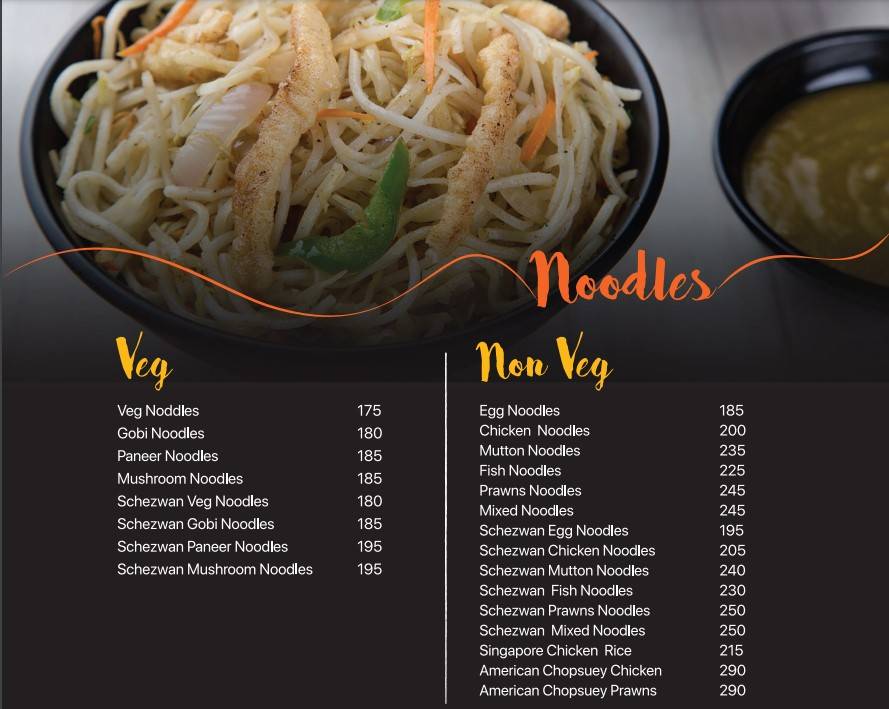 Noodles
Veg
Veg Noddles 175
Gobi Noodles 180
Paneer Noodles 185
Mushroom Noodles 185
Schezwan Veg Noodles 180
Schezwan Gobi Noodles 185
Schezwan Paneer Noodles 195
Schezwan Mushroom Noodles 195
Non Veg
Egg Noodles 185
Chicken Noodles 200
Mutton Noodles 235
Fish Noodles 225
Prawns Noodles 245
Mixed Noodles 245
Schezwan Egg Noodles 195
Schezwan Chicken Noodles 205
Schezwan Mutton Noodles 240
Schezwan Fish Noodles 230
Schezwan Prawns Noodles 250
Schezwan Mixed Noodles 250
Singapore Chicken Rice 215
American Chopsuey Chicken 290
American Chopsuey Prawns 290